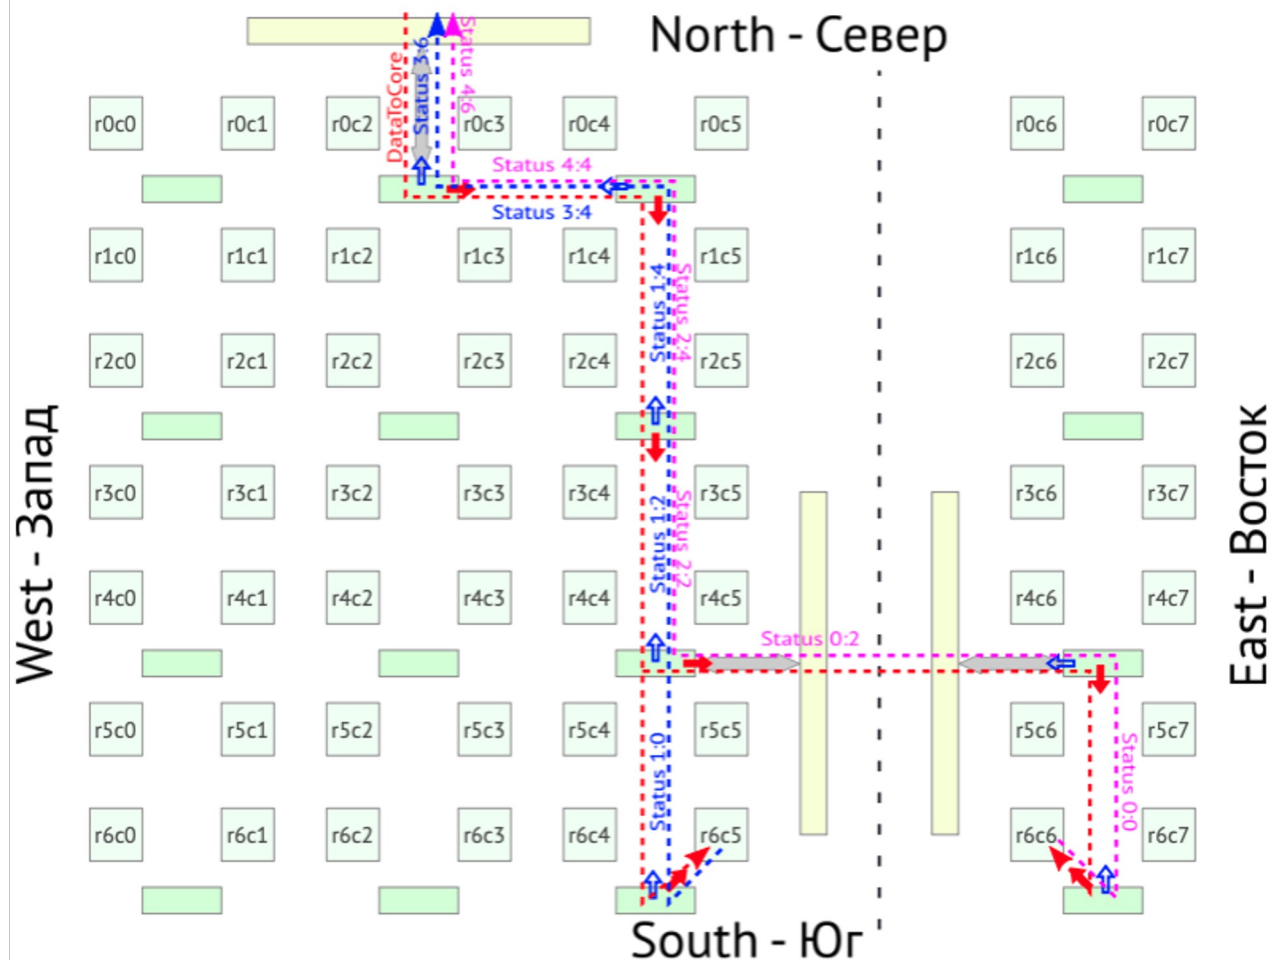 North - Север
DataToCore
Status 3:6
Status 4:6
r0c0 r0c1 r0c2 r0c3 r0c4 r0c5 r0c6 r0c7
Status 4:4
Status 3:4
r1c0 r1c1 r1c2 r1c3 r1c4 r1c5 r1c6 r1c7
Status 1:4
Status 2:4
r2c0 r2c1 r2c2 r2c3 r2c4 r2c5 r2c6 r2c7
West - Запад
East - Восток
r3c0 r3c1 r3c2 r3c3 r3c4 r3c5 r3c6 r3c7
Status 1:2
Status 2:2
r4c0 r4c1 r4c2 r4c3 r4c4 r4c5 r4c6 r4c7
Status 0:2
r5c0 r5c1 r5c2 r5c3 r5c4 r5c5 r5c6 r5c7
Status 1:0
Status 0:0
r6c0 r6c1 r6c2 r6c3 r6c4 r6c5 r6c6 r6c7
South - Юг